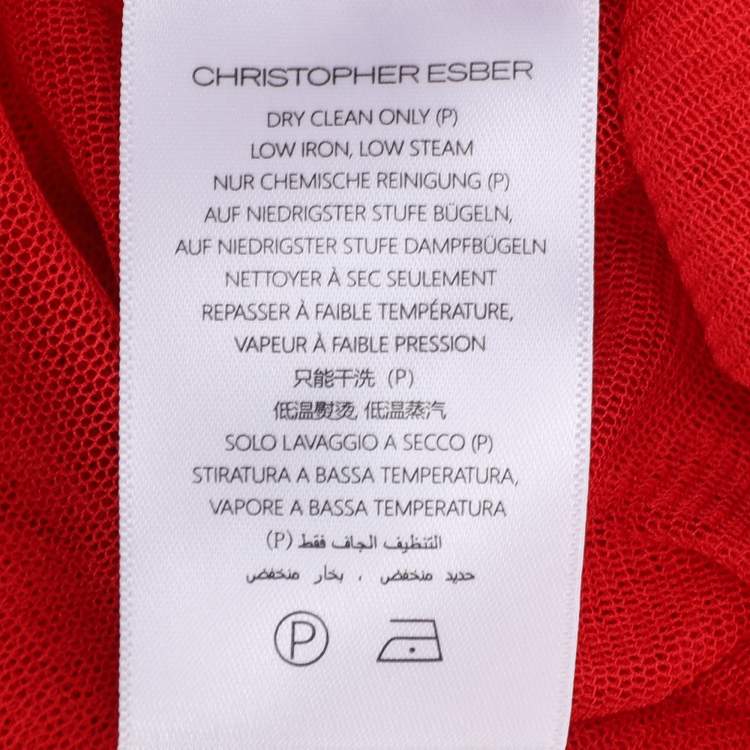 CHRISTOPHER ESBER
DRY CLEAN ONLY (P)
LOW IRON, LOW STEAM
NUR CHEMISCHE REINIGUNG (P)
AUF NIEDRIGSTER STUFE BÜGELN,
AUF NIEDRIGSTER STUFE DAMPFBÜGELN
NETTOYER À SEC SEULEMENT
REPASSER À FAIBLE TEMPÉRATURE,
VAPEUR À FAIBLE PRESSION
只能干洗 (P)
低温熨烫, 低温蒸汽
SOLO LAVAGGIO A SECCO (P)
STIRATURA A BASSA TEMPERATURA,
VAPORE A BASSA TEMPERATURA
التنظيف الجاف فقط (P)
حديد منخفض ، بخار منخفض
P